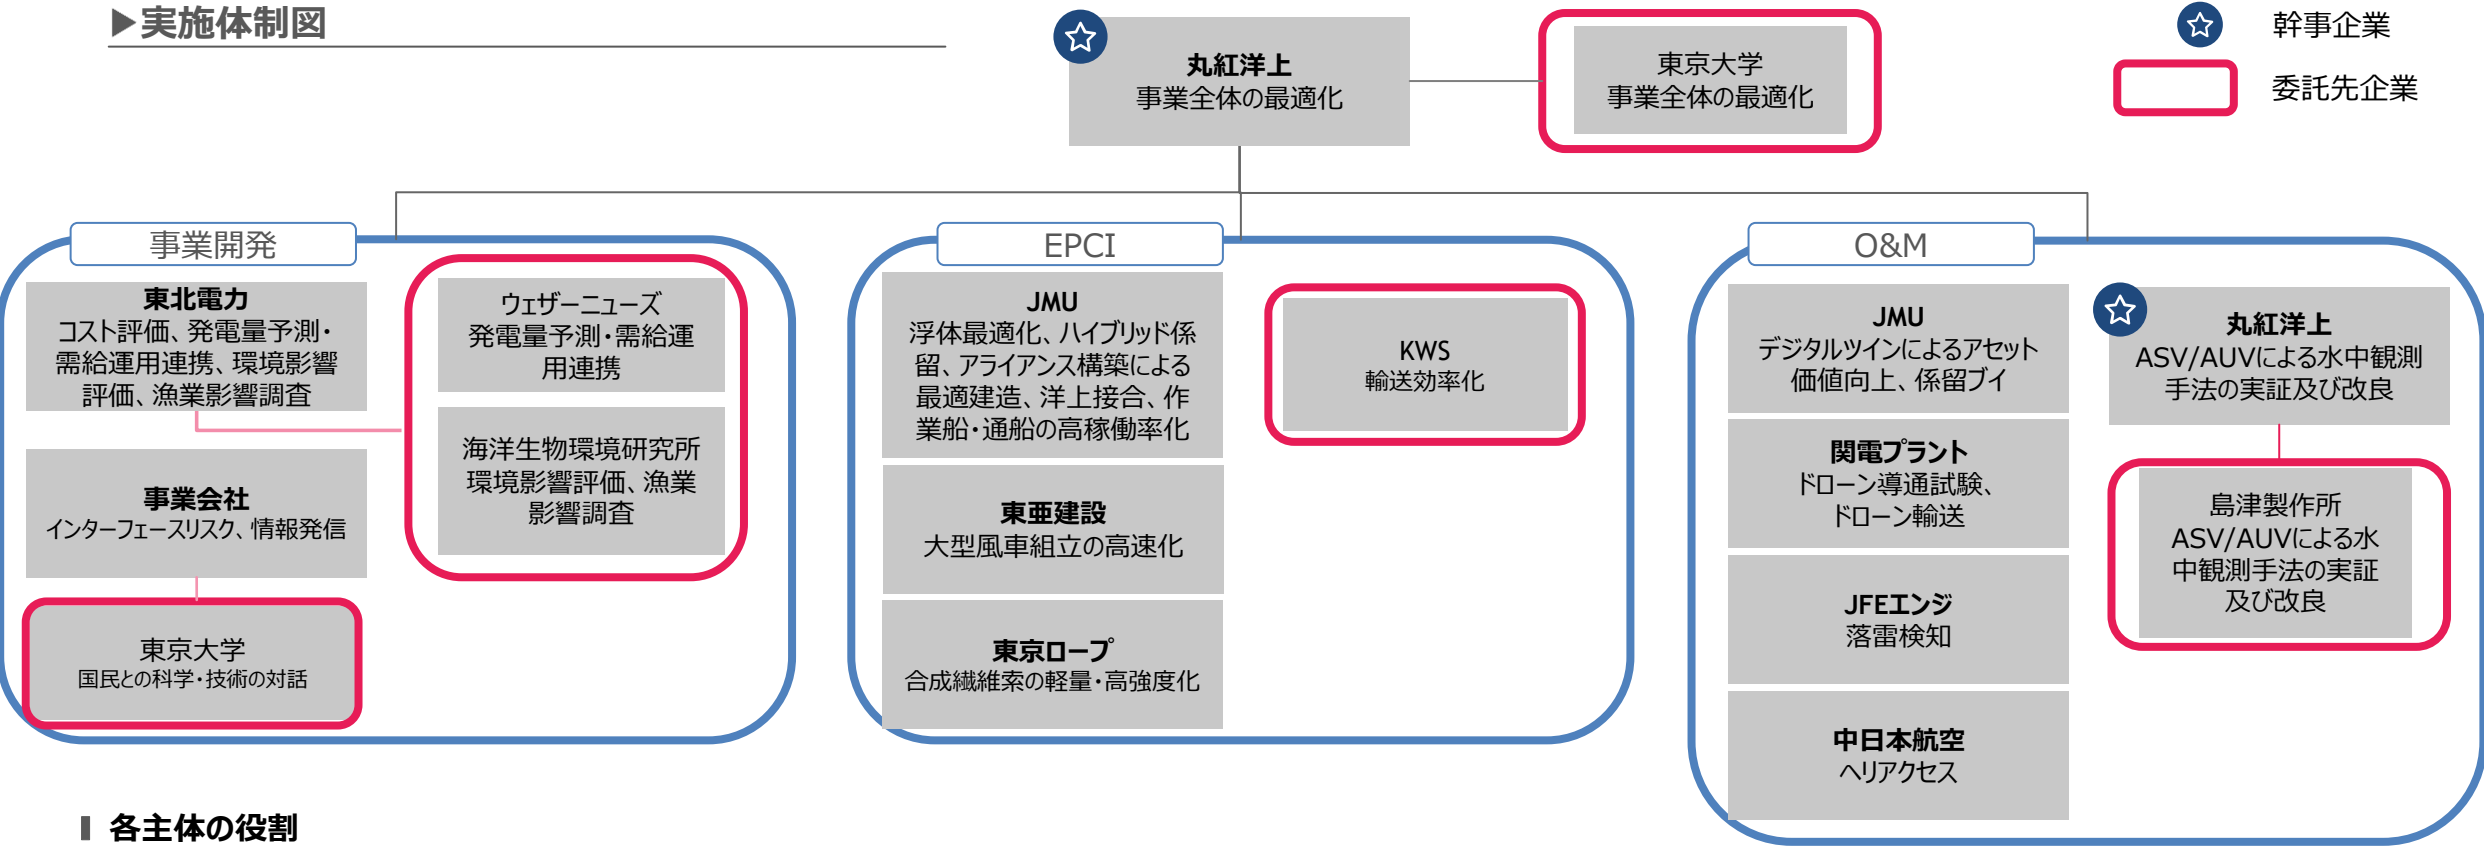 ▶実施体制図
丸紅洋上
事業全体の最適化
東京大学
事業全体の最適化
幹事企業
委託先企業
事業開発
東北電力
コスト評価、発電量予測・
需給運用連携、環境影響
評価、漁業影響調査
事業会社
インターフェースリスク、情報発信
東京大学
国民との科学・技術の対話
ウェザーニューズ
発電量予測・需給運
用連携
海洋生物環境研究所
環境影響評価、漁業
影響調査
EPCI
JMU
浮体最適化、ハイブリッド係
留、アライアンス構築による
最適建造、洋上接合、作
業船・通船の高稼働率化
東亜建設
大型風車組立の高速化
東京ロープ
合成繊維索の軽量・高強度化
KWS
輸送効率化
O&M
JMU
デジタルツインによるアセット
価値向上、係留ブイ
関電プラント
ドローン導通試験、
ドローン輸送
JFEエンジ
落雷検知
中日本航空
ヘリアクセス
丸紅洋上
ASV/AUVによる水中観測
手法の実証及び改良
島津製作所
ASV/AUVによる水
中観測手法の実証
及び改良
各主体の役割